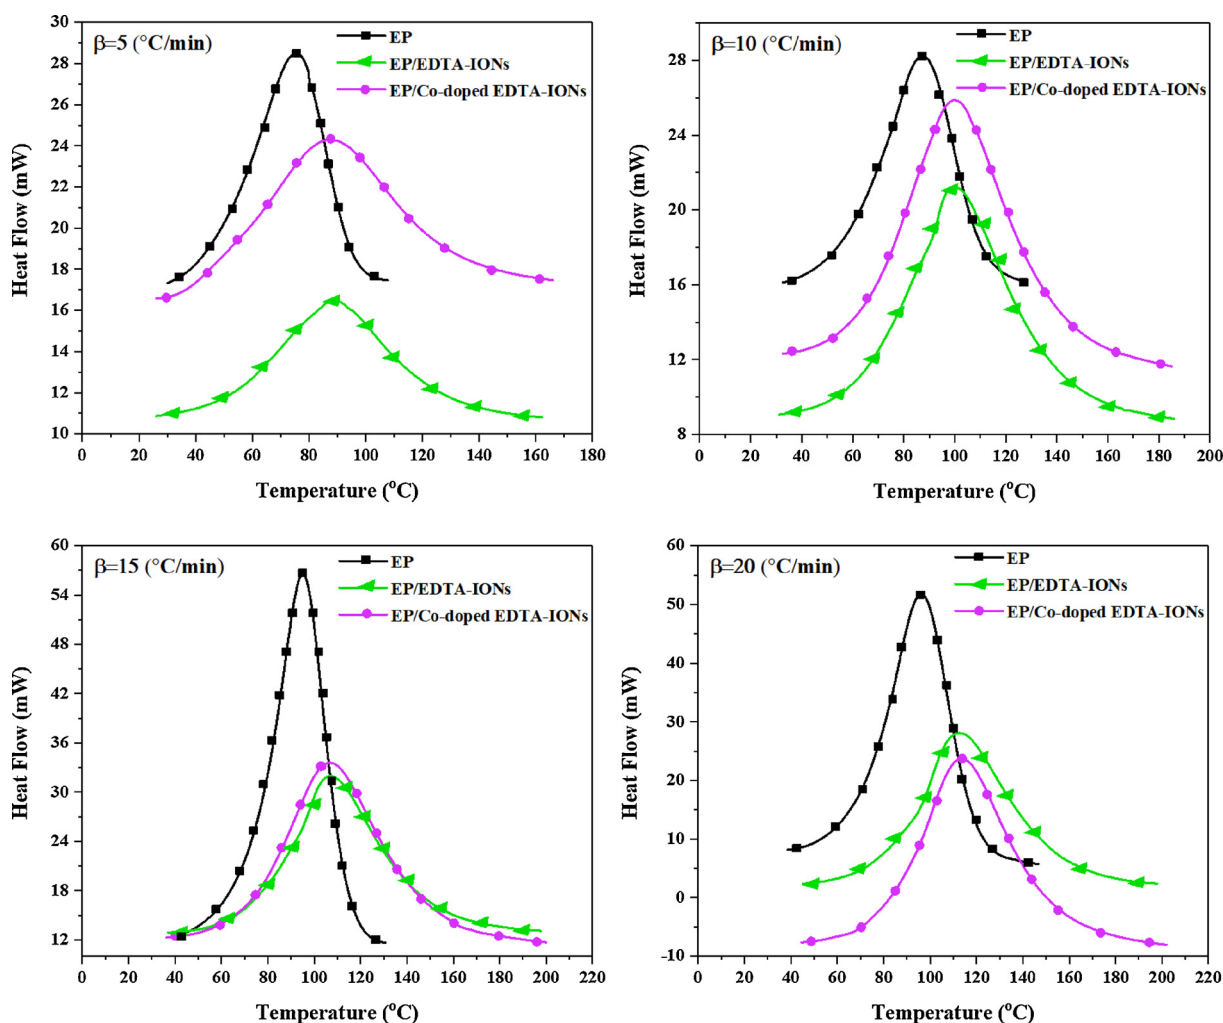 β=5 (°C/min)
EP
EP/EDTA-IONs
EP/Co-doped EDTA-IONs
30
28
26
24
22
20
18
16
14
12
10
Heat Flow (mW)
0 20 40 60 80 100 120 140 160 180
Temperature (°C)
β=10 (°C/min)
EP
EP/EDTA-IONs
EP/Co-doped EDTA-IONs
28
24
20
16
12
8
Heat Flow (mW)
0 20 40 60 80 100 120 140 160 180 200
Temperature (°C)
β=15 (°C/min)
EP
EP/EDTA-IONs
EP/Co-doped EDTA-IONs
60
54
48
42
36
30
24
18
12
Heat Flow (mW)
0 20 40 60 80 100 120 140 160 180 200 220
Temperature (°C)
β=20 (°C/min)
EP
EP/EDTA-IONs
EP/Co-doped EDTA-IONs
60
50
40
30
20
10
0
-10
Heat Flow (mW)
0 20 40 60 80 100 120 140 160 180 200 220
Temperature (°C)